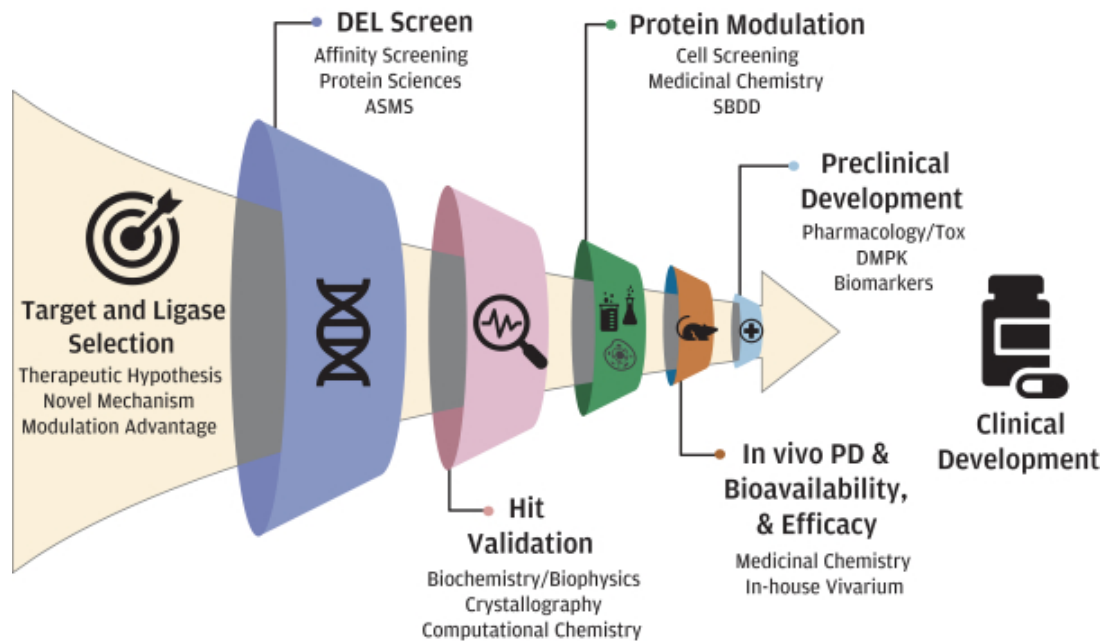 DEL Screen
Affinity Screening
Protein Sciences
ASMS
Protein Modulation
Cell Screening
Medicinal Chemistry
SBDD
Preclinical
Development
Pharmacology/Tox
DMPK
Biomarkers
Target and Ligase
Selection
Therapeutic Hypothesis
Novel Mechanism
Modulation Advantage
Clinical
Development
Hit
Validation
Biochemistry/Biophysics
Crystallography
Computational Chemistry
In vivo PD &
Bioavailability,
& Efficacy
Medicinal Chemistry
In-house Vivarium